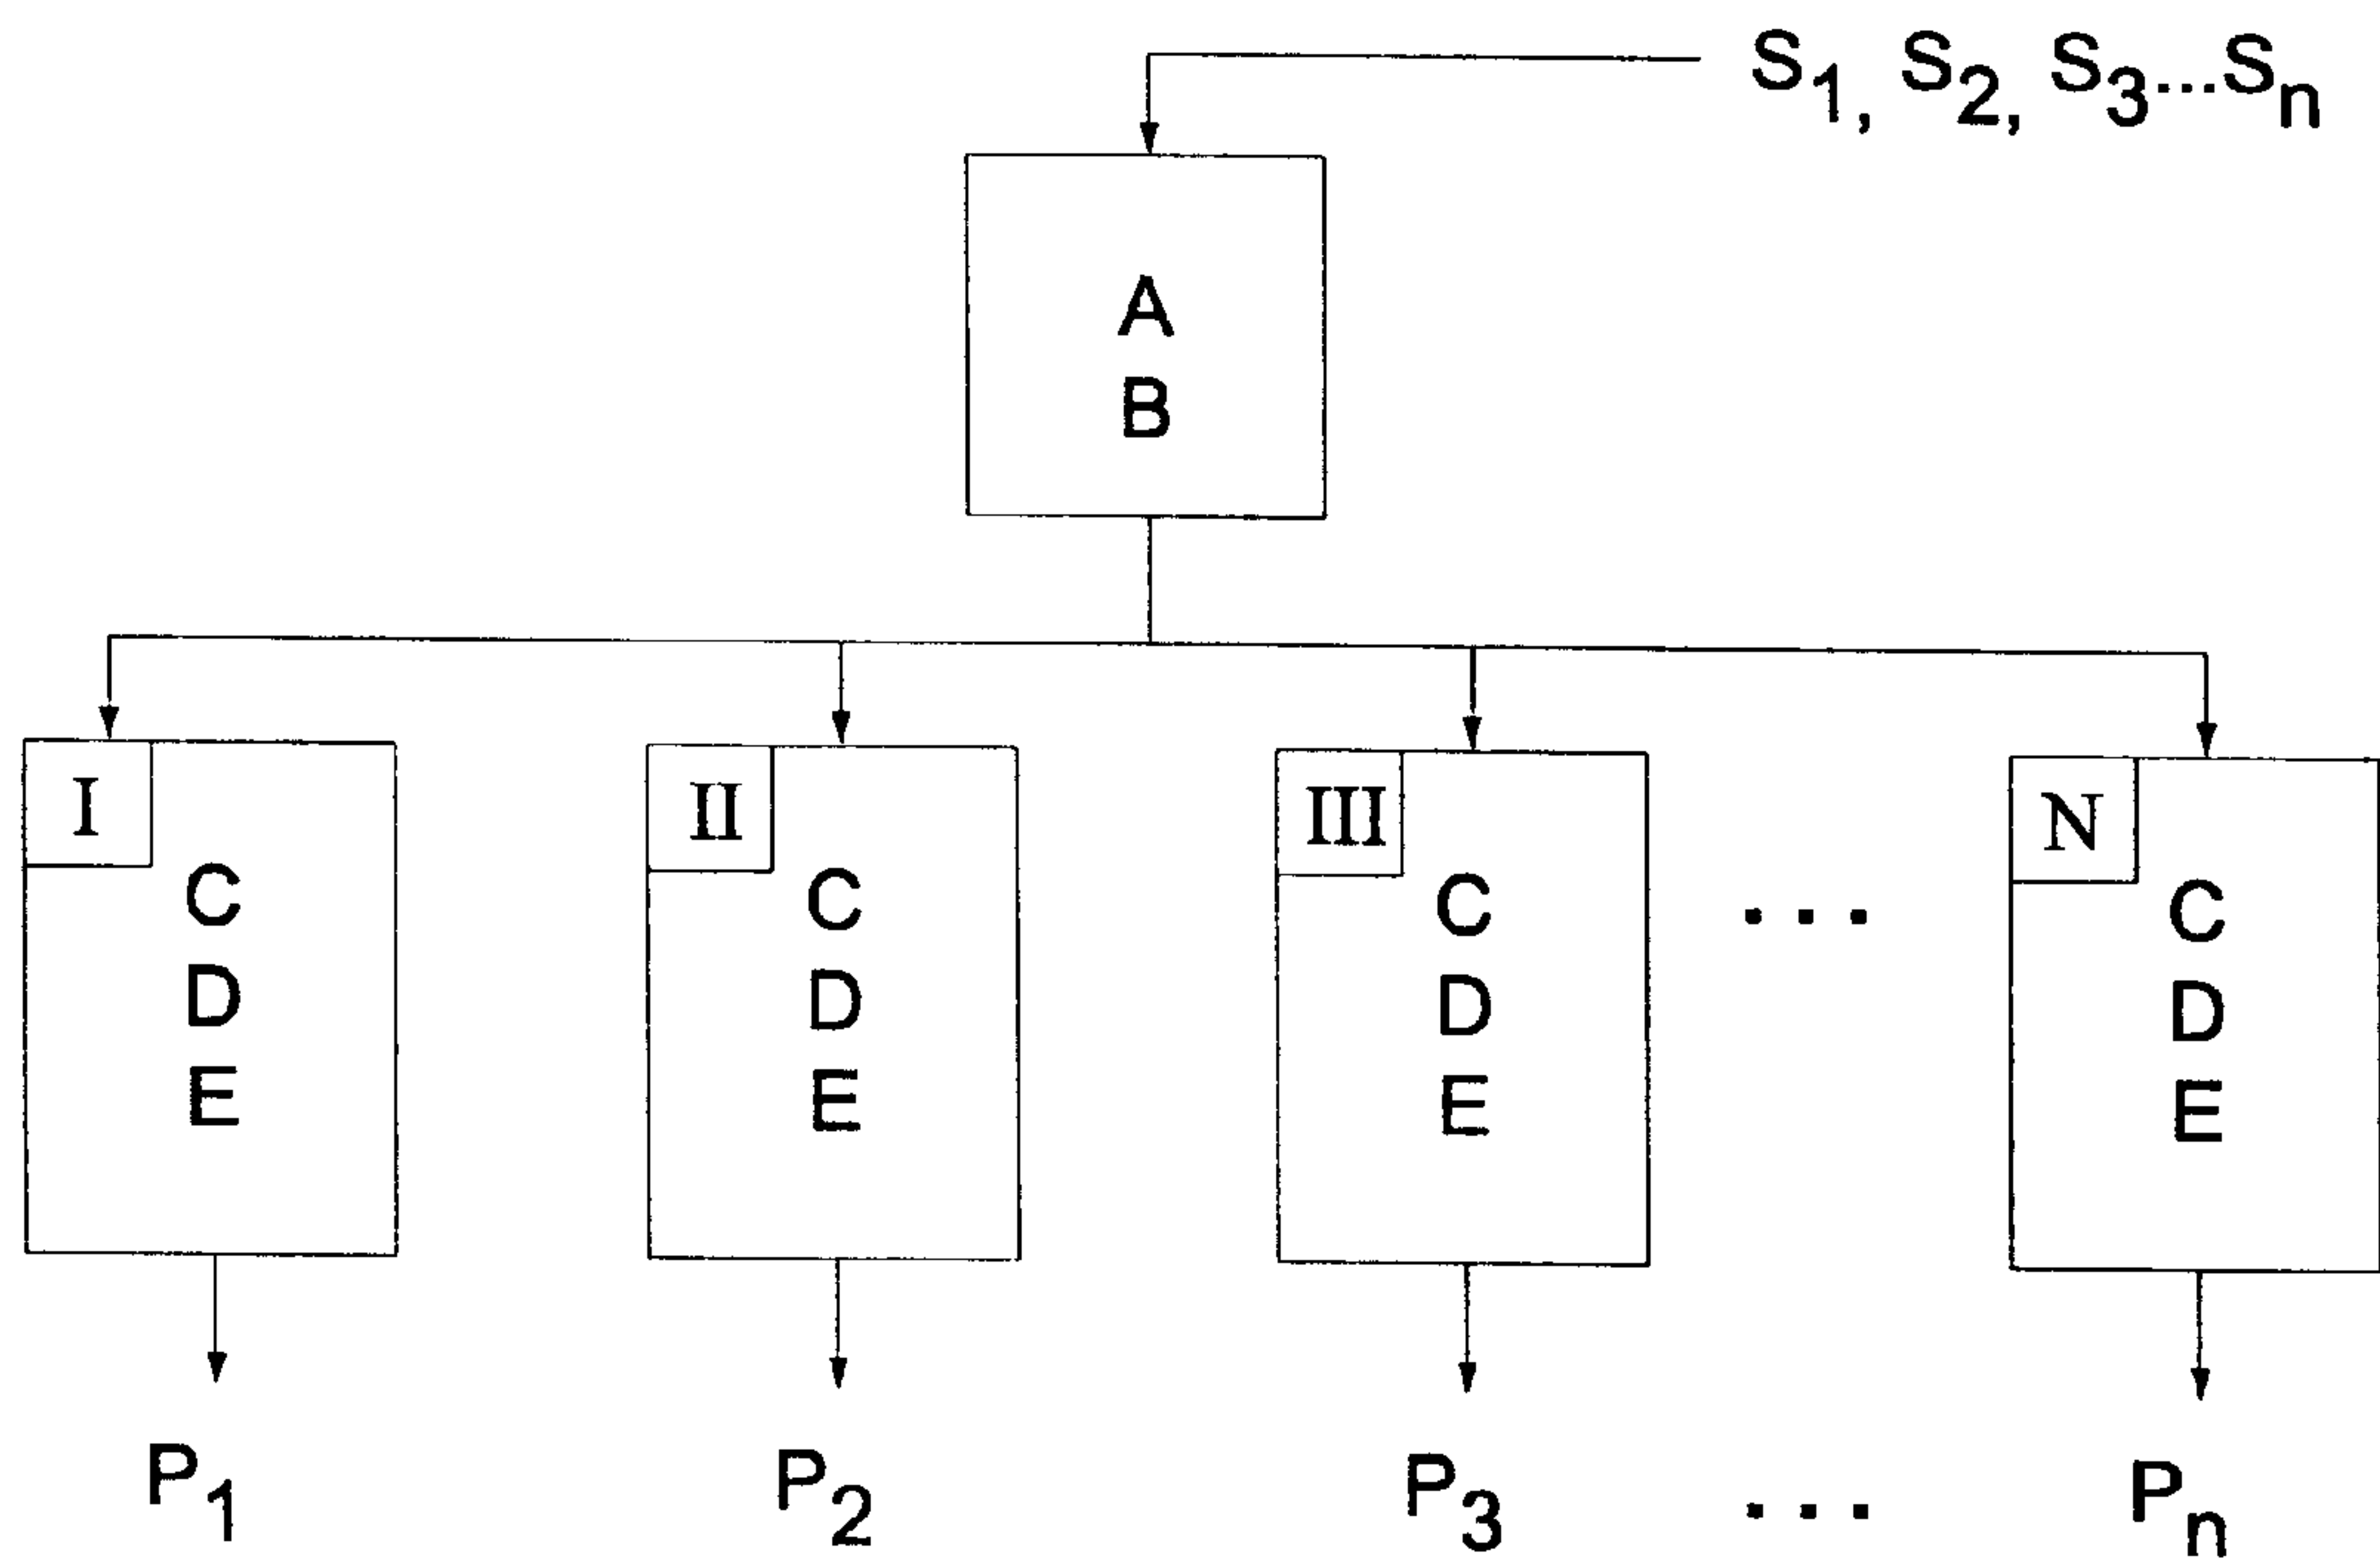 S1, S2, S3...Sn
A
B
I II III N
C C C ... C
D D D D
E E E E
P1 P2 P3 ... Pn